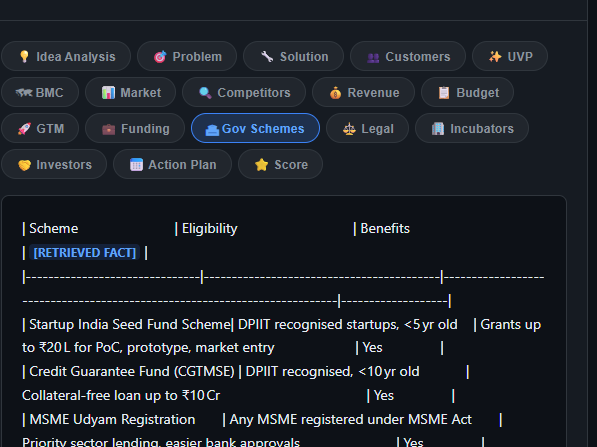 💡 Idea Analysis
🎯 Problem
🔧 Solution
👥 Customers
✨ UVP
🗺 BMC
📊 Market
🔍 Competitors
💰 Revenue
📋 Budget
🚀 GTM
💼 Funding
🏛 Gov Schemes
⚖ Legal
🏢 Incubators
🤝 Investors
📅 Action Plan
⭐ Score
| Scheme | Eligibility | Benefits
| [RETRIEVED FACT] |
|-------------------------------|------------------------------------------|------------------
--------------------------------------------------------|-------------------|
| Startup India Seed Fund Scheme| DPIIT recognised startups, <5 yr old | Grants up
to ₹20 L for PoC, prototype, market entry | Yes |
| Credit Guarantee Fund (CGTMSE) | DPIIT recognised, <10 yr old |
Collateral-free loan up to ₹10 Cr | Yes |
| MSME Udyam Registration | Any MSME registered under MSME Act |
Priority sector lending, easier bank approvals | Yes |